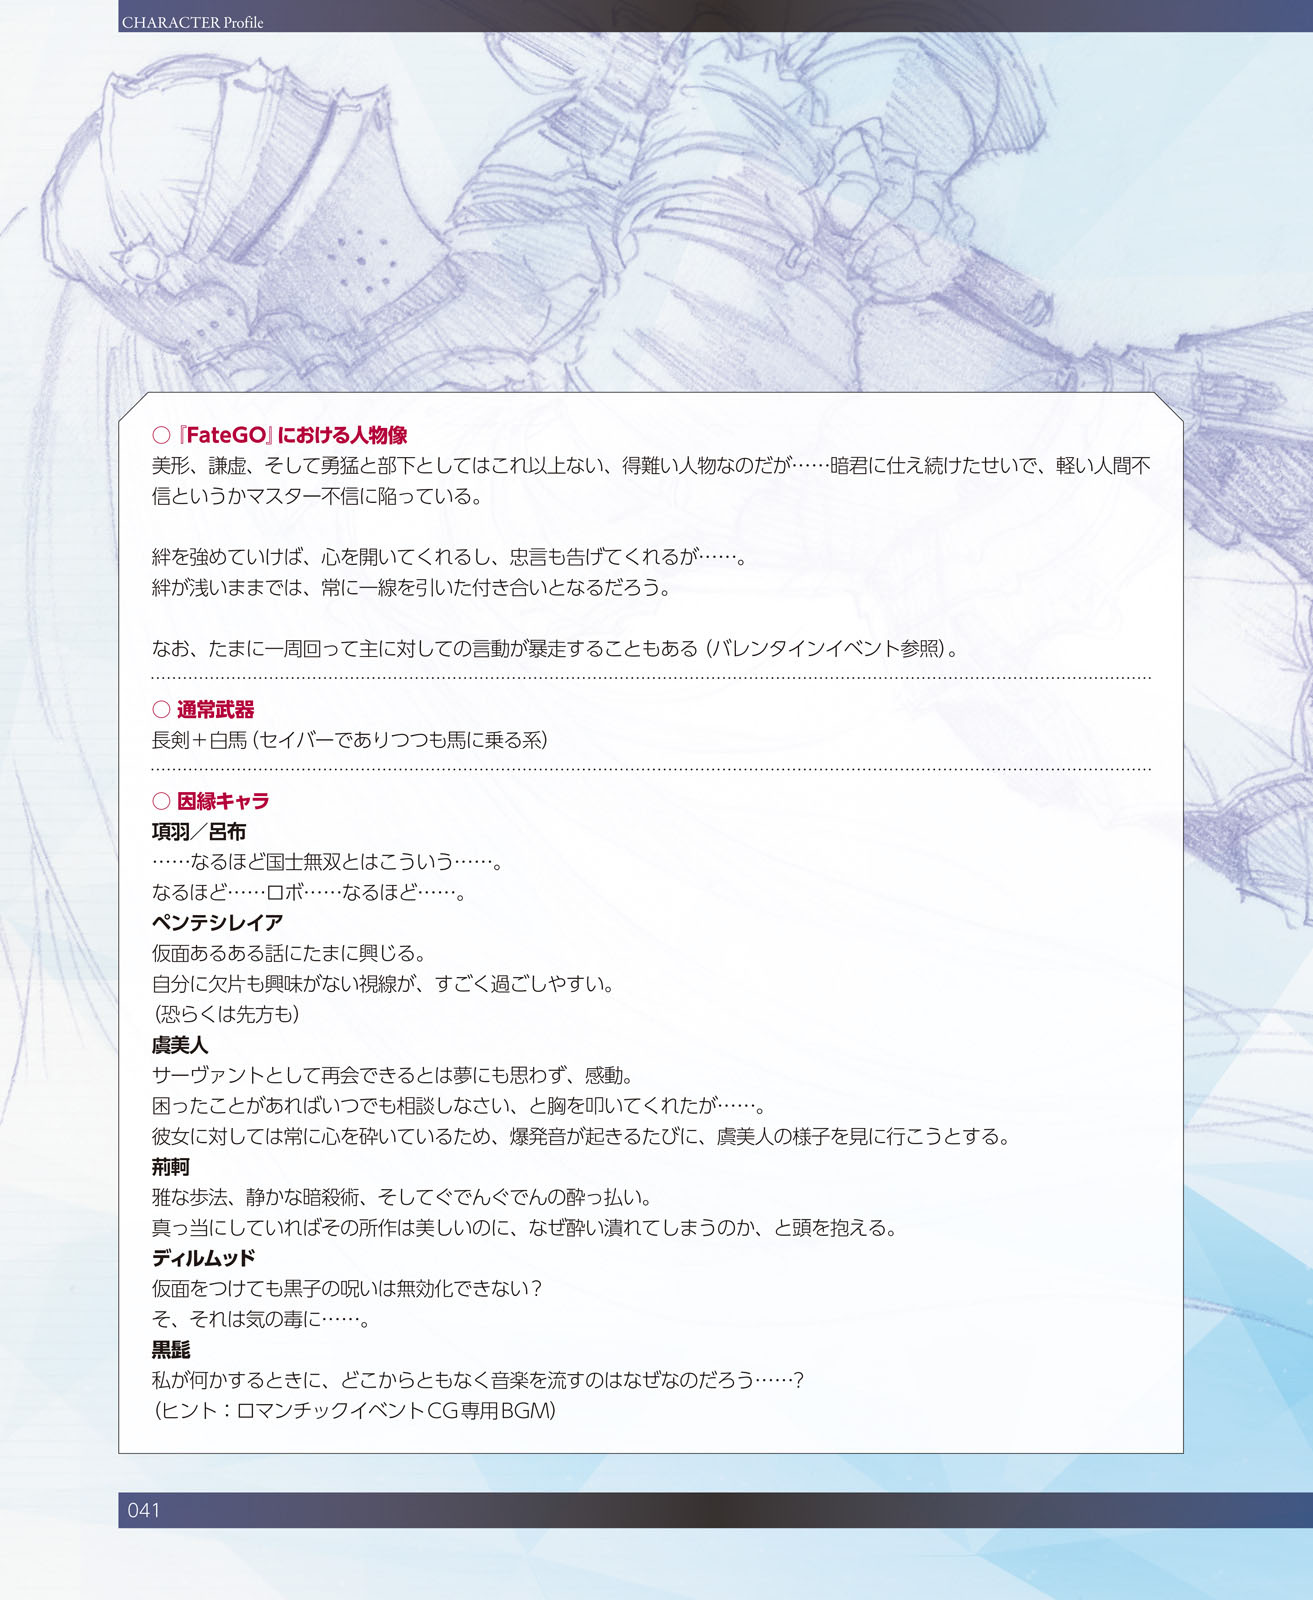 CHARACTER Profile
○『FateGO』における人物像
美形、謙虚、そして勇猛と部下としてはこれ以上ない、得難い人物なのだが……暗君に仕え続けたせいで、軽い人間不
信というかマスター不信に陥っている。
絆を強めていけば、心を開いてくれるし、忠言も告げてくれるが……。
絆が浅いままでは、常に一線を引いた付き合いとなるだろう。
なお、たまに一周回って主に対しての言動が暴走することもある（バレンタインイベント参照）。
○ 通常武器
長剣＋白馬（セイバーでありつつも馬に乗る系）
○ 因縁キャラ
項羽／呂布
……なるほど国士無双とはこういう……。
なるほど……ロボ……なるほど……。
ペンテシレイア
仮面あるある話にたまに興じる。
自分に欠片も興味がない視線が、すごく過ごしやすい。
（恐らくは先方も）
虞美人
サーヴァントとして再会できるとは夢にも思わず、感動。
困ったことがあればいつでも相談しなさい、と胸を叩いてくれたが……。
彼女に対しては常に心を砕いているため、爆発音が起きるたびに、虞美人の様子を見に行こうとする。
荊軻
雅な歩法、静かな暗殺術、そしてぐでんぐでんの酔っ払い。
真っ当にしていればその所作は美しいのに、なぜ酔い潰れてしまうのか、と頭を抱える。
ディルムッド
仮面をつけても黒子の呪いは無効化できない？
そ、それは気の毒に……。
黒髭
私が何かするときに、どこからともなく音楽を流すのはなぜなのだろう……？
（ヒント：ロマンチックイベントCG専用BGM）
041